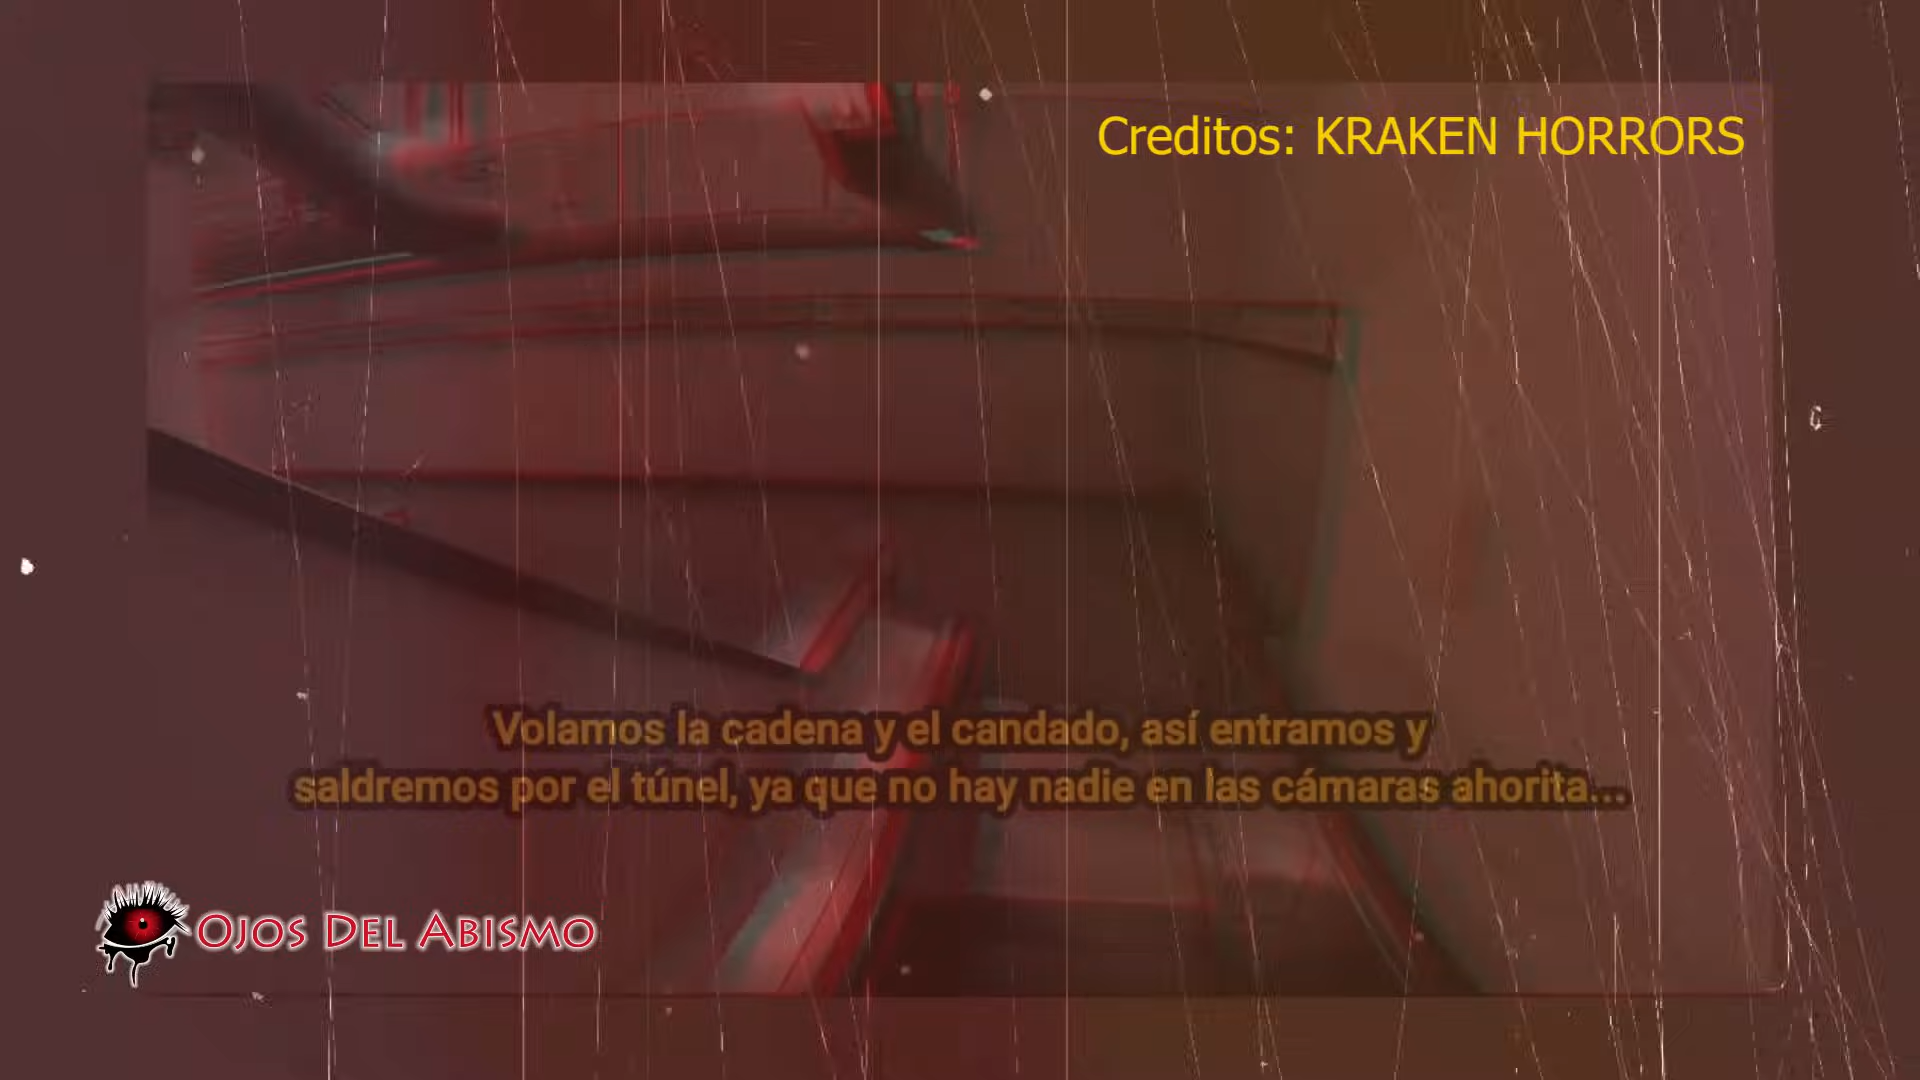 Creditos: KRAKEN HORRORS
Volamos la cadena y el candado, así entramos y
saldremos por el túnel, ya que no hay nadie en las cámaras ahorita...
OJOS DEL ABISMO